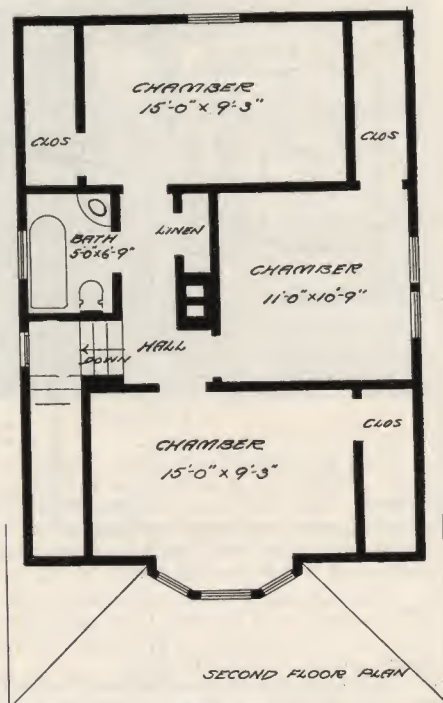 CHAMBER
15'-0" X 9'-3"
CLOS
CLOS
BATH
5'-0"X6'-9"
LINEN
CHAMBER
11'-0"X10'-9"
DOWN
HALL
CHAMBER
15'-0" X 9'-3"
CLOS
SECOND FLOOR PLAN